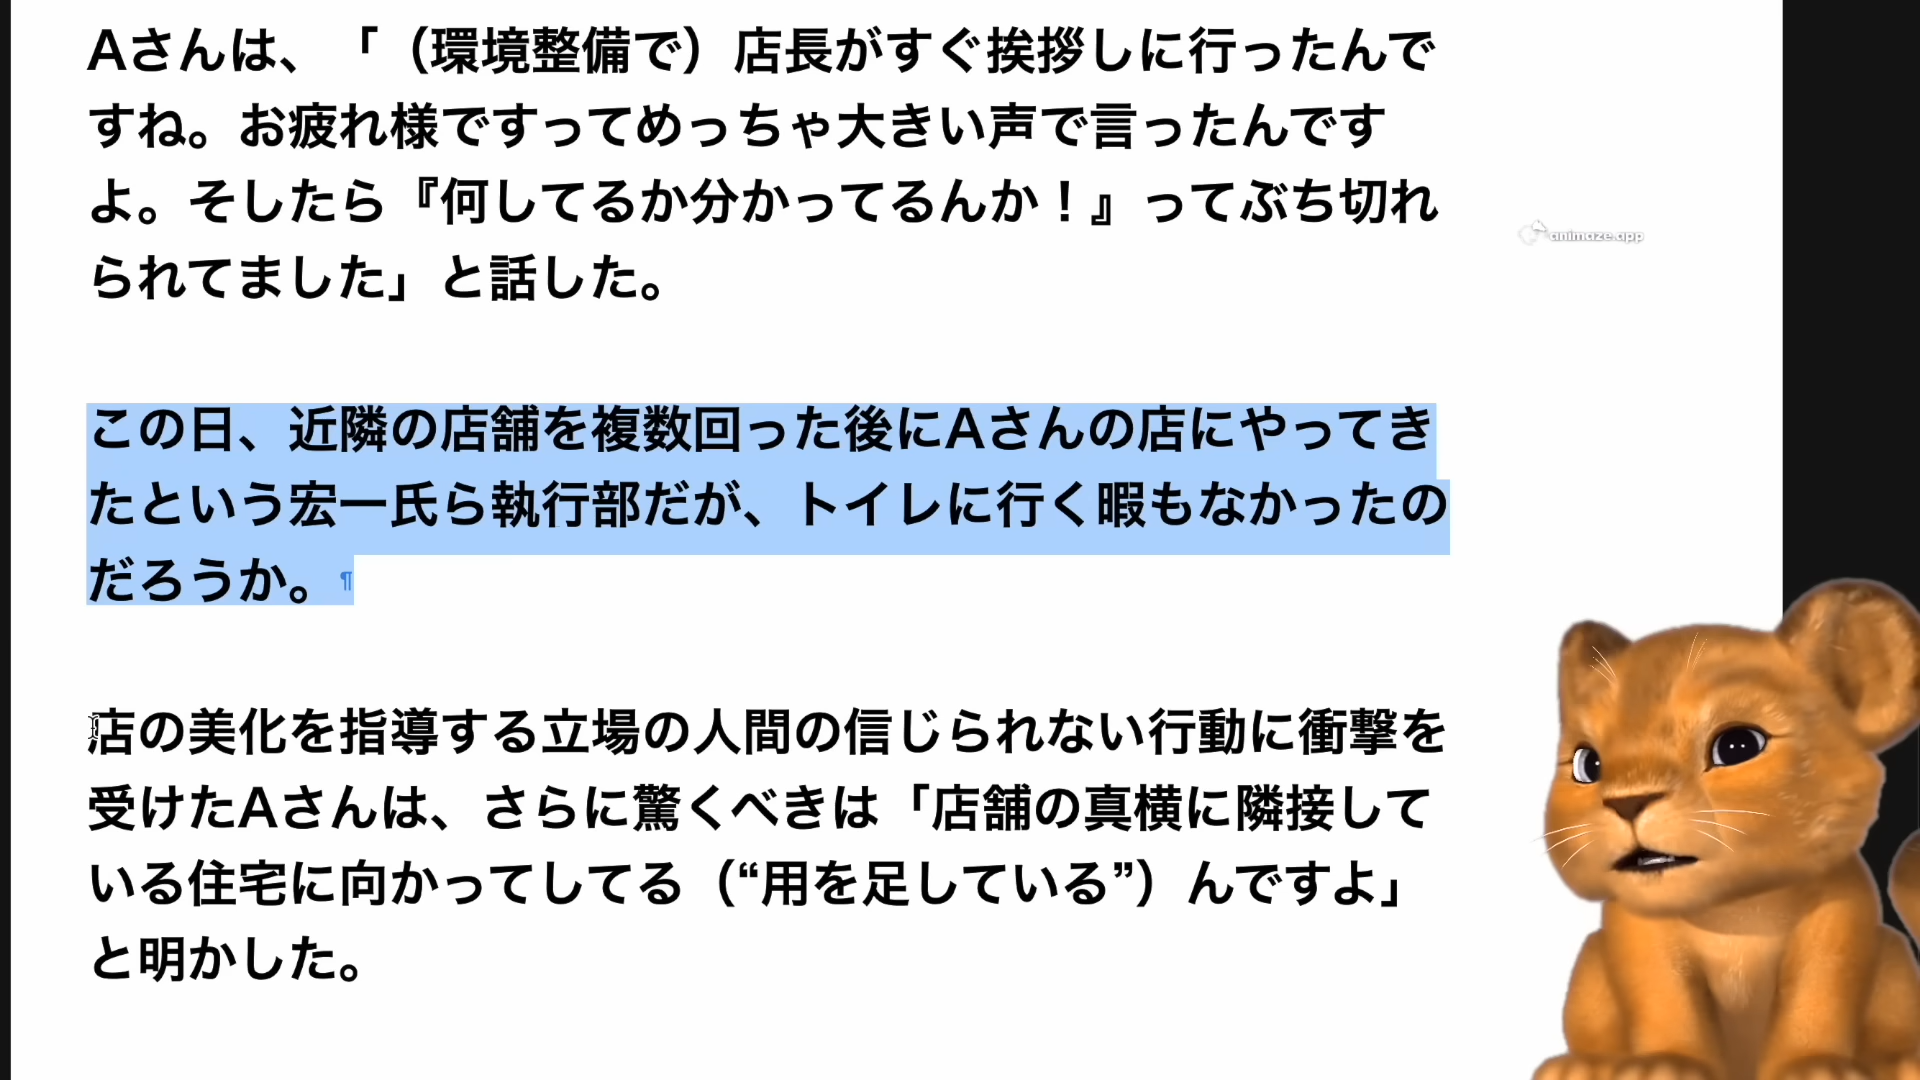 Aさんは、「（環境整備で）店長がすぐ挨拶しに行ったんで
すね。お疲れ様ですってめっちゃ大きい声で言ったんです
よ。そしたら『何してるか分かってるんか！』ってぶち切れ
られてました」と話した。
この日、近隣の店舗を複数回った後にAさんの店にやってき
たという宏一氏ら執行部だが、トイレに行く暇もなかったの
だろうか。
店の美化を指導する立場の人間の信じられない行動に衝撃を
受けたAさんは、さらに驚くべきは「店舗の真横に隣接して
いる住宅に向かってしてる（“用を足している”）んですよ」
と明かした。
animaze.app